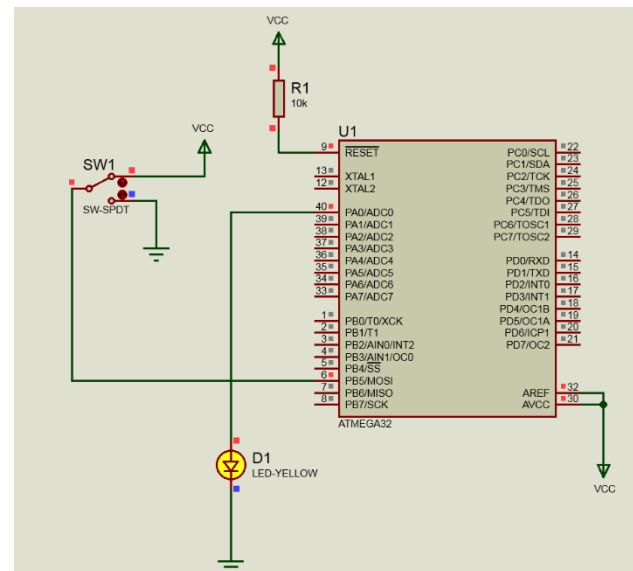 VCC
R1
10k
VCC
SW1
SW-SPDT
U1
9 RESET
13 XTAL1
12 XTAL2
40 PA0/ADC0
39 PA1/ADC1
38 PA2/ADC2
37 PA3/ADC3
36 PA4/ADC4
35 PA5/ADC5
34 PA6/ADC6
33 PA7/ADC7
1 PB0/T0/XCK
2 PB1/T1
3 PB2/AIN0/INT2
4 PB3/AIN1/OC0
5 PB4/SS
6 PB5/MOSI
7 PB6/MISO
8 PB7/SCK
PC0/SCL 22
PC1/SDA 23
PC2/TCK 24
PC3/TMS 25
PC4/TDO 26
PC5/TDI 27
PC6/TOSC1 28
PC7/TOSC2 29
PD0/RXD 14
PD1/TXD 15
PD2/INT0 16
PD3/INT1 17
PD4/OC1B 18
PD5/OC1A 19
PD6/ICP1 20
PD7/OC2 21
AREF 32
AVCC 30
ATMEGA32
VCC
D1
LED-YELLOW